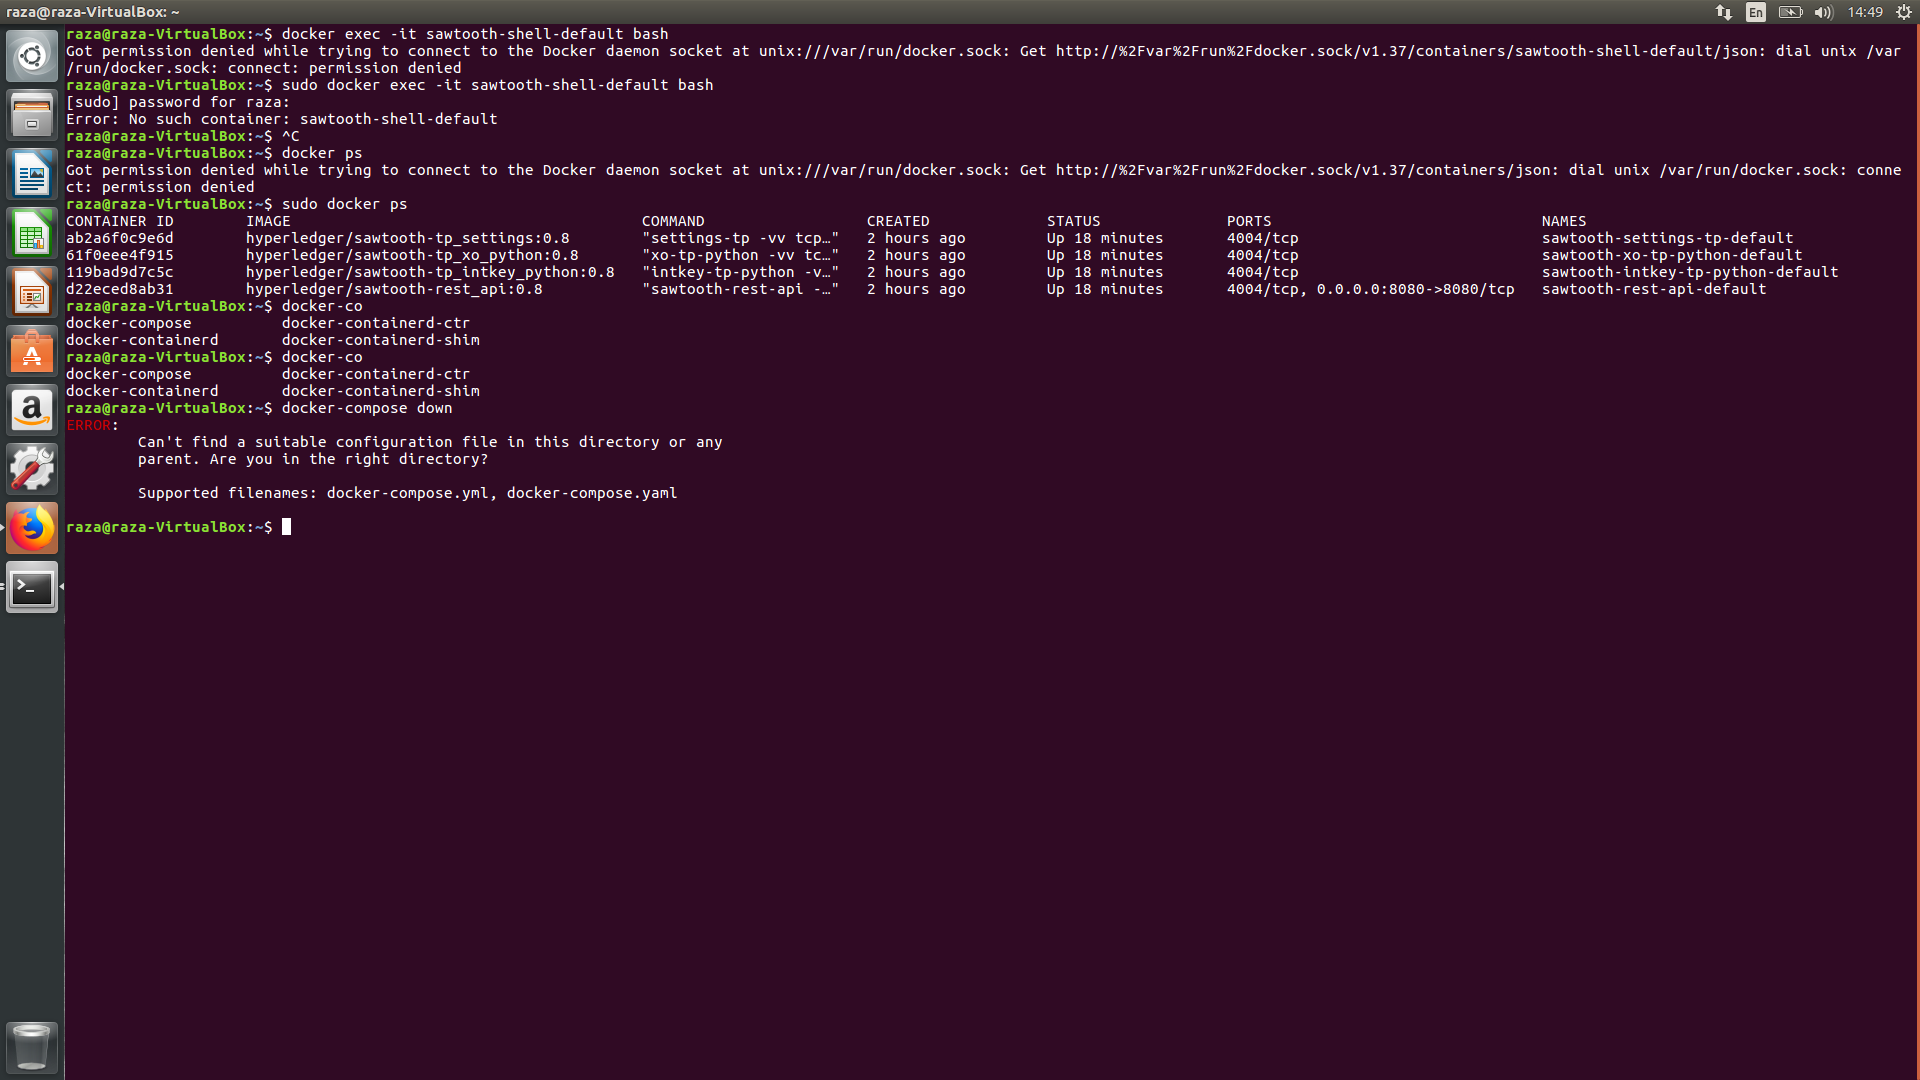 raza@raza-VirtualBox: ~
En
14:49
raza@raza-VirtualBox:~$ docker exec -it sawtooth-shell-default bash
Got permission denied while trying to connect to the Docker daemon socket at unix:///var/run/docker.sock: Get http://%2Fvar%2Frun%2Fdocker.sock/v1.37/containers/sawtooth-shell-default/json: dial unix /var
/run/docker.sock: connect: permission denied
raza@raza-VirtualBox:~$ sudo docker exec -it sawtooth-shell-default bash
[sudo] password for raza:
Error: No such container: sawtooth-shell-default
raza@raza-VirtualBox:~$ ^C
raza@raza-VirtualBox:~$ docker ps
Got permission denied while trying to connect to the Docker daemon socket at unix:///var/run/docker.sock: Get http://%2Fvar%2Frun%2Fdocker.sock/v1.37/containers/json: dial unix /var/run/docker.sock: conne
ct: permission denied
raza@raza-VirtualBox:~$ sudo docker ps
CONTAINER ID        IMAGE                                       COMMAND                  CREATED             STATUS              PORTS                              NAMES
ab2a6f0c9e6d        hyperledger/sawtooth-tp_settings:0.8        "settings-tp -vv tcp…"   2 hours ago         Up 18 minutes       4004/tcp                           sawtooth-settings-tp-default
61f0eee4f915        hyperledger/sawtooth-tp_xo_python:0.8       "xo-tp-python -vv tc…"   2 hours ago         Up 18 minutes       4004/tcp                           sawtooth-xo-tp-python-default
119bad9d7c5c        hyperledger/sawtooth-tp_intkey_python:0.8   "intkey-tp-python -v…"   2 hours ago         Up 18 minutes       4004/tcp                           sawtooth-intkey-tp-python-default
d22eced8ab31        hyperledger/sawtooth-rest_api:0.8           "sawtooth-rest-api -…"   2 hours ago         Up 18 minutes       4004/tcp, 0.0.0.0:8080->8080/tcp   sawtooth-rest-api-default
raza@raza-VirtualBox:~$ docker-co
docker-compose          docker-containerd-ctr
docker-containerd       docker-containerd-shim
raza@raza-VirtualBox:~$ docker-co
docker-compose          docker-containerd-ctr
docker-containerd       docker-containerd-shim
raza@raza-VirtualBox:~$ docker-compose down
ERROR:
Can't find a suitable configuration file in this directory or any
parent. Are you in the right directory?
Supported filenames: docker-compose.yml, docker-compose.yaml
raza@raza-VirtualBox:~$